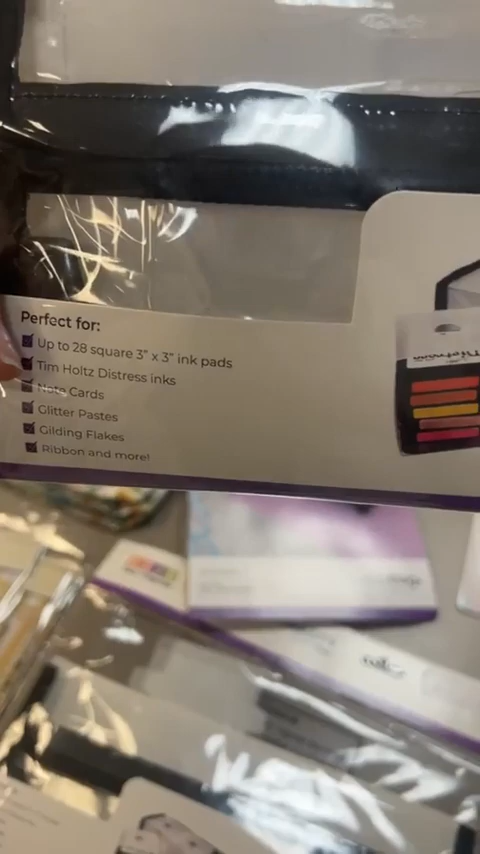 Perfect for:
Up to 28 square 3" x 3" ink pads
Tim Holtz Distress inks
Note Cards
Glitter Pastes
Gilding Flakes
Ribbon and more!